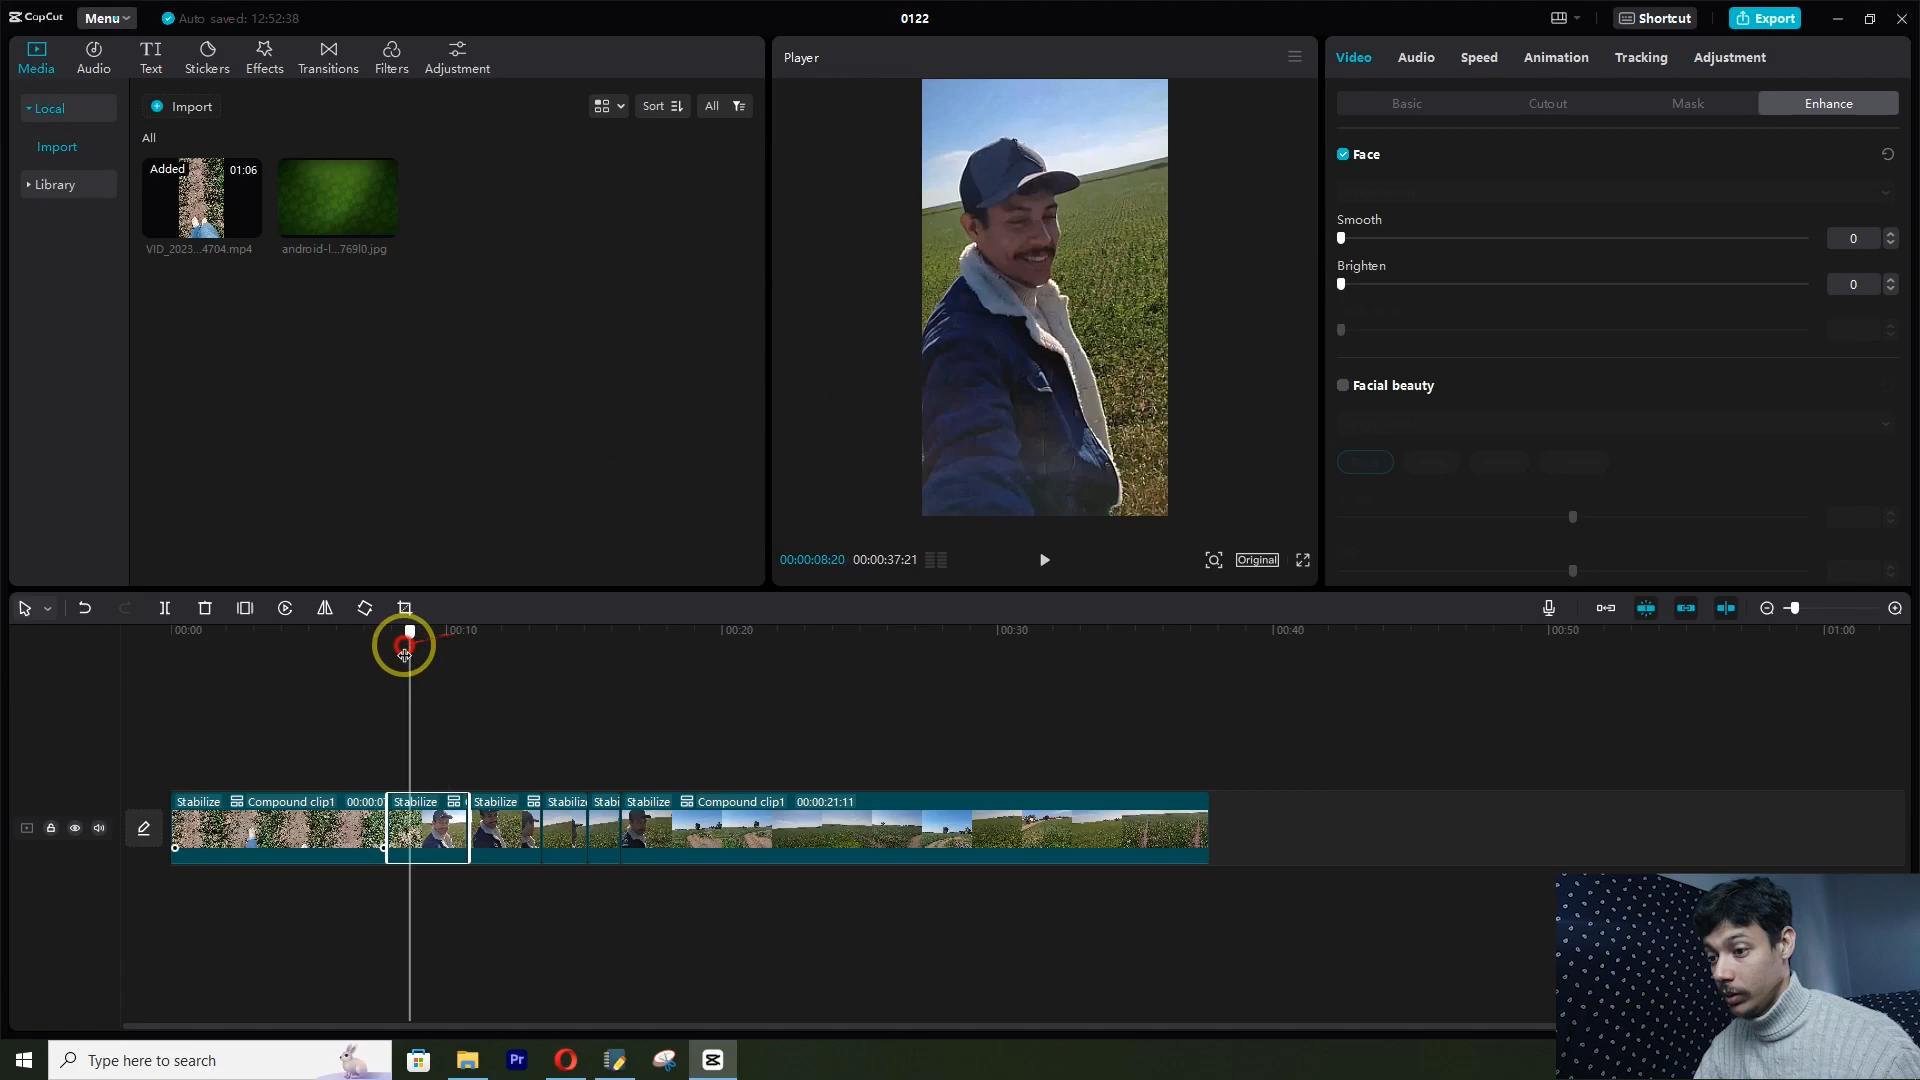 CapCut
Menu
Auto saved: 12:52:38
0122
Shortcut
Export
Media
Audio
Text
Stickers
Effects
Transitions
Filters
Adjustment
Local
Import
Library
Import
Sort
All
All
Added
01:06
VID_2023...4704.mp4
android-l...769l0.jpg
Player
00:00:08:20
00:00:37:21
Original
Video
Audio
Speed
Animation
Tracking
Adjustment
Basic
Cutout
Mask
Enhance
Face
Smooth
0
Brighten
0
Facial beauty
00:00
00:10
00:20
00:30
00:40
00:50
01:00
Stabilize
Compound clip1
00:00:0
Stabilize
Stabilize
Stabiliz
Stabi
Stabilize
Compound clip1
00:00:21:11
Type here to search
Pr